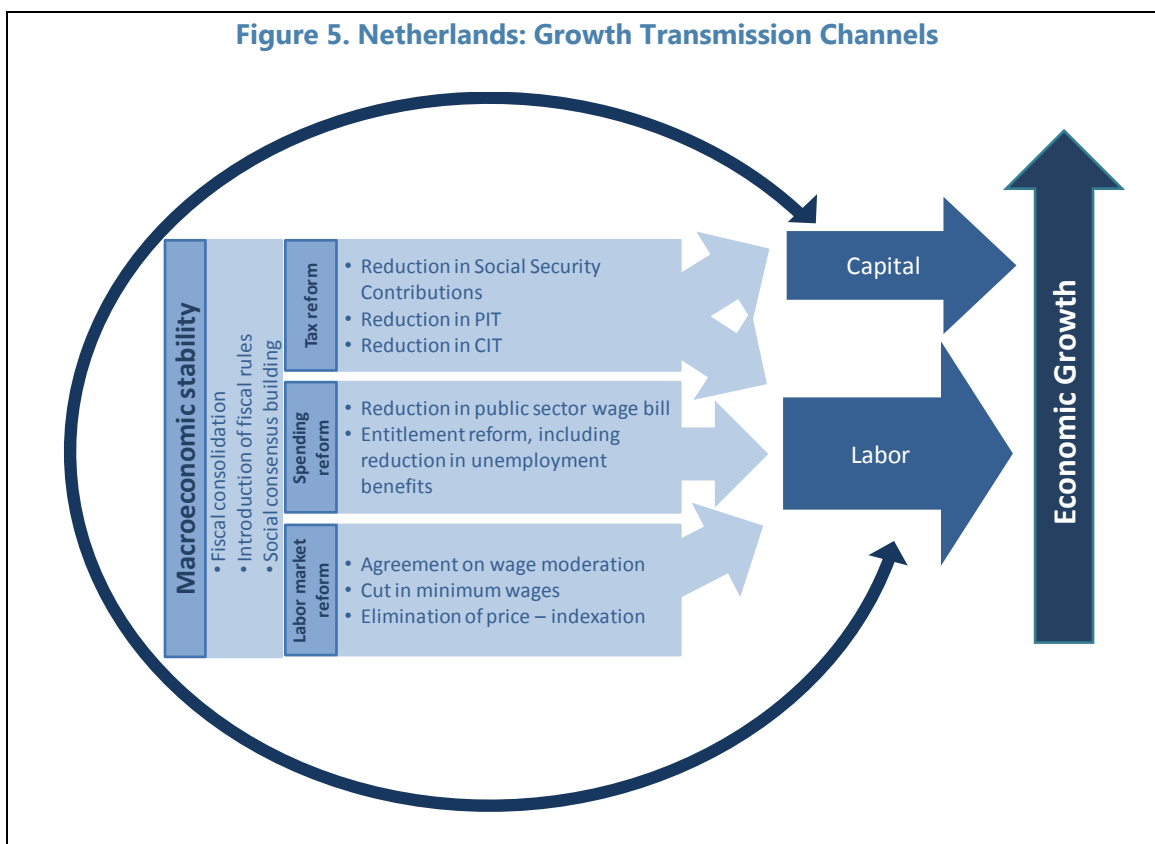 Figure 5. Netherlands: Growth Transmission Channels
Macroeconomic stability
• Fiscal consolidation
• Introduction of fiscal rules
• Social consensus building
Tax reform
• Reduction in Social Security
Contributions
• Reduction in PIT
• Reduction in CIT
Spending
reform
• Reduction in public sector wage bill
• Entitlement reform, including
reduction in unemployment
benefits
Labor market
reform
• Agreement on wage moderation
• Cut in minimum wages
• Elimination of price – indexation
Capital
Labor
Economic Growth